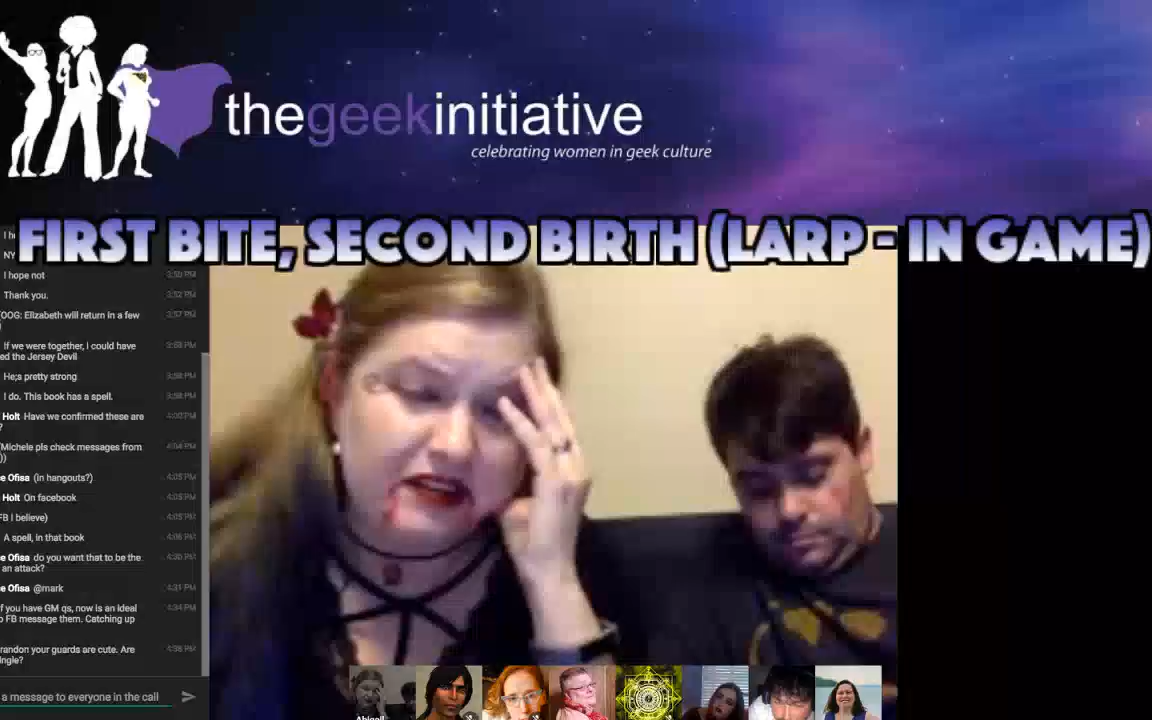 thegeekinitiative
celebrating women in geek culture
FIRST BITE, SECOND BIRTH (LARP - IN GAME)
NY
I hope not 3:50 PM
Thank you. 3:52 PM
OOG: Elizabeth will return in a few 3:57 PM
If we were together, I could have 3:58 PM
ed the Jersey Devil
He;s pretty strong 3:58 PM
I do. This book has a spell. 3:58 PM
Holt Have we confirmed these are 4:00 PM
?
Michele pls check messages from 4:04 PM
))
e Ofisa (in hangouts?) 4:05 PM
Holt On facebook 4:05 PM
FB I believe) 4:05 PM
A spell, in that book 4:06 PM
e Ofisa do you want that to be the 4:30 PM
an attack?
e Ofisa @mark 4:31 PM
f you have GM qs, now is an ideal 4:34 PM
o FB message them. Catching up
randon your guards are cute. Are 4:38 PM
ingle?
a message to everyone in the call
Abigail